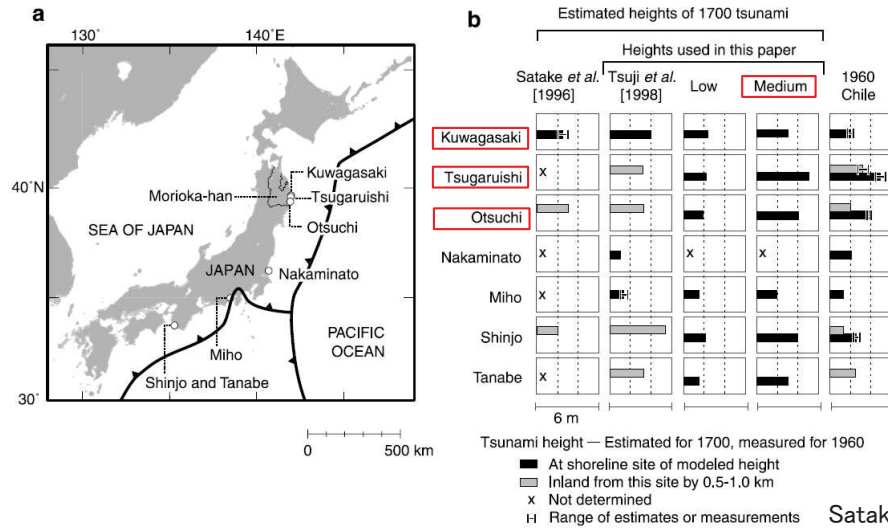 a
130°
140°
40°N
30°
Kuwagasaki
Morioka-han
Tsugaruishi
Otsuchi
SEA OF JAPAN
JAPAN
Nakaminato
PACIFIC
OCEAN
Miho
Shinjo and Tanabe
0 500 km
b
Estimated heights of 1700 tsunami
Heights used in this paper
Satake et al.
[1996]
Tsuji et al.
[1998]
Low
Medium
1960
Chile
Kuwagasaki
Tsugaruishi
x
Otsuchi
Nakaminato
x x x
Miho
x
Shinjo
Tanabe
x
6 m
Tsunami height — Estimated for 1700, measured for 1960
At shoreline site of modeled height
Inland from this site by 0.5-1.0 km
x Not determined
Range of estimates or measurements
Satak